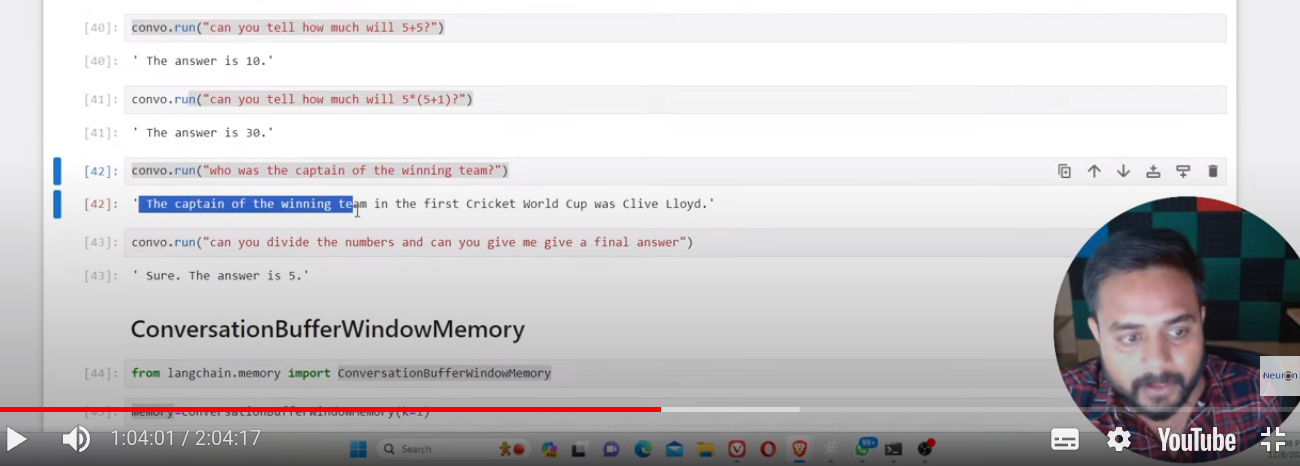 [40]: convo.run("can you tell how much will 5+5?")
[40]: ' The answer is 10.'
[41]: convo.run("can you tell how much will 5*(5+1)?")
[41]: ' The answer is 30.'
[42]: convo.run("who was the captain of the winning team?")
[42]: ' The captain of the winning team in the first Cricket World Cup was Clive Lloyd.'
[43]: convo.run("can you divide the numbers and can you give me give a final answer")
[43]: ' Sure. The answer is 5.'
ConversationBufferWindowMemory
[44]: from langchain.memory import ConversationBufferWindowMemory
Neuron
[45]: memory=ConversationBufferWindowMemory(k=1)
1:04:01 / 2:04:17
Search
99+
YouTube